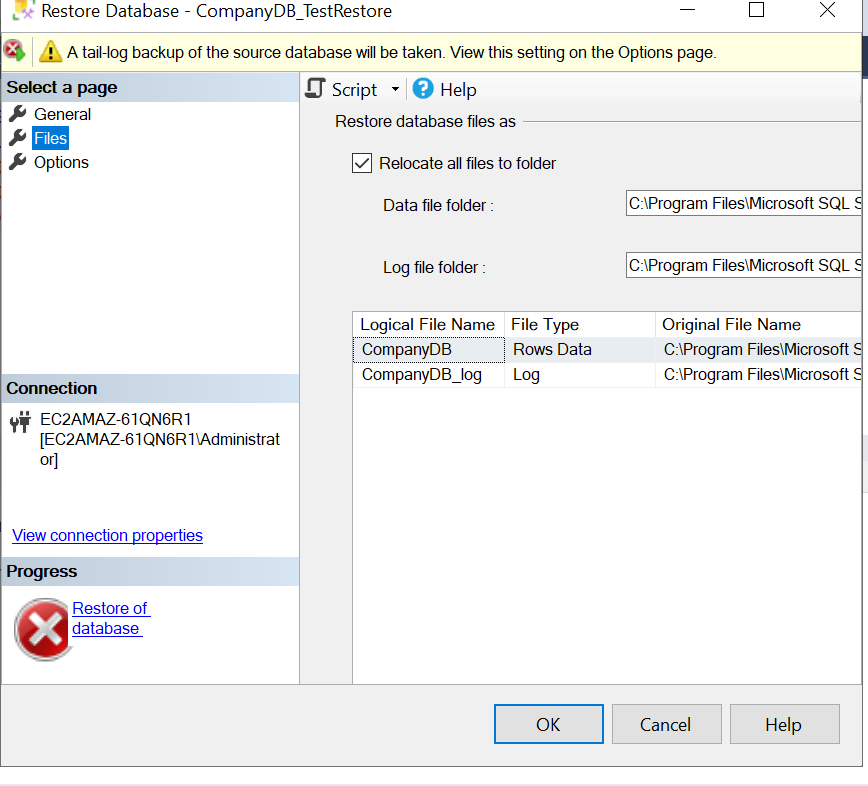 Restore Database - CompanyDB_TestRestore
A tail-log backup of the source database will be taken. View this setting on the Options page.
Select a page
General
Files
Options
Script
Help
Restore database files as
Relocate all files to folder
Data file folder :
C:\Program Files\Microsoft SQL S
Log file folder :
C:\Program Files\Microsoft SQL S
Logical File Name File Type Original File Name
CompanyDB Rows Data C:\Program Files\Microsoft S
CompanyDB_log Log C:\Program Files\Microsoft S
Connection
EC2AMAZ-61QN6R1
[EC2AMAZ-61QN6R1\Administrat
or]
View connection properties
Progress
Restore of
database
OK Cancel Help